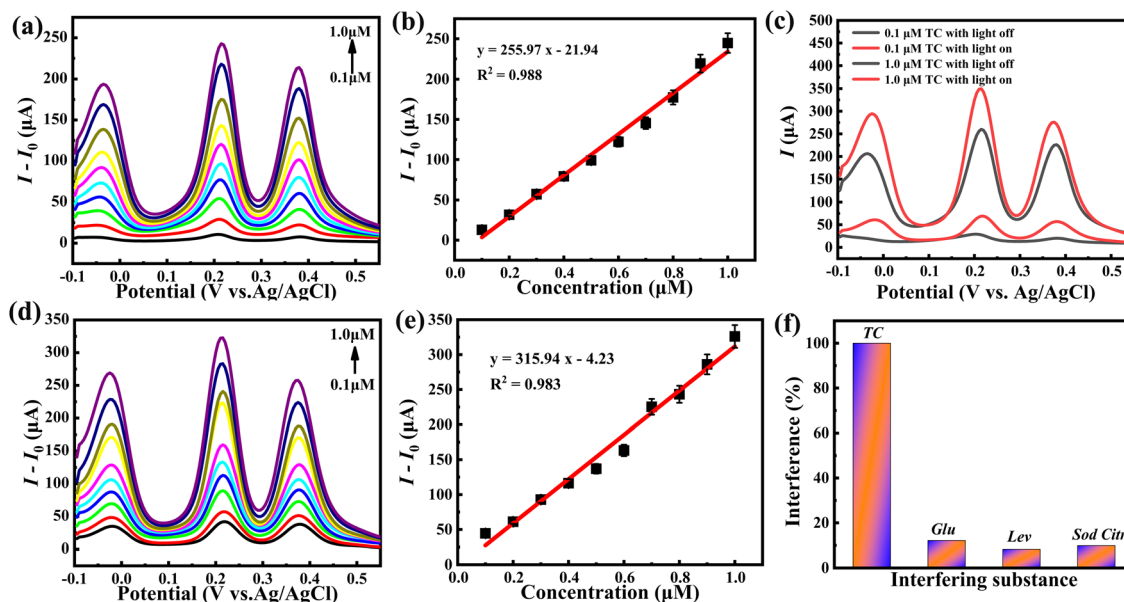 (a)
1.0μM
0.1μM
I - I₀ (μA)
250
200
150
100
50
0
-0.1 0.0 0.1 0.2 0.3 0.4 0.5
Potential (V vs.Ag/AgCl)
(b)
y = 255.97 x - 21.94
R² = 0.988
I - I₀ (μA)
250
200
150
100
50
0
0.0 0.2 0.4 0.6 0.8 1.0
Concentration (μM)
(c)
0.1 μM TC with light off
0.1 μM TC with light on
1.0 μM TC with light off
1.0 μM TC with light on
I (μA)
500
450
400
350
300
250
200
150
100
50
0
-0.1 0.0 0.1 0.2 0.3 0.4 0.5
Potential (V vs. Ag/AgCl)
(d)
1.0μM
0.1μM
I - I₀ (μA)
350
300
250
200
150
100
50
0
-0.1 0.0 0.1 0.2 0.3 0.4 0.5
Potential (V vs.Ag/AgCl)
(e)
y = 315.94 x - 4.23
R² = 0.983
I - I₀ (μA)
350
300
250
200
150
100
50
0
0.0 0.2 0.4 0.6 0.8 1.0
Concentration (μM)
(f)
TC
Glu
Lev
Sod Citr
Interference (%)
100
80
60
40
20
0
Interfering substance